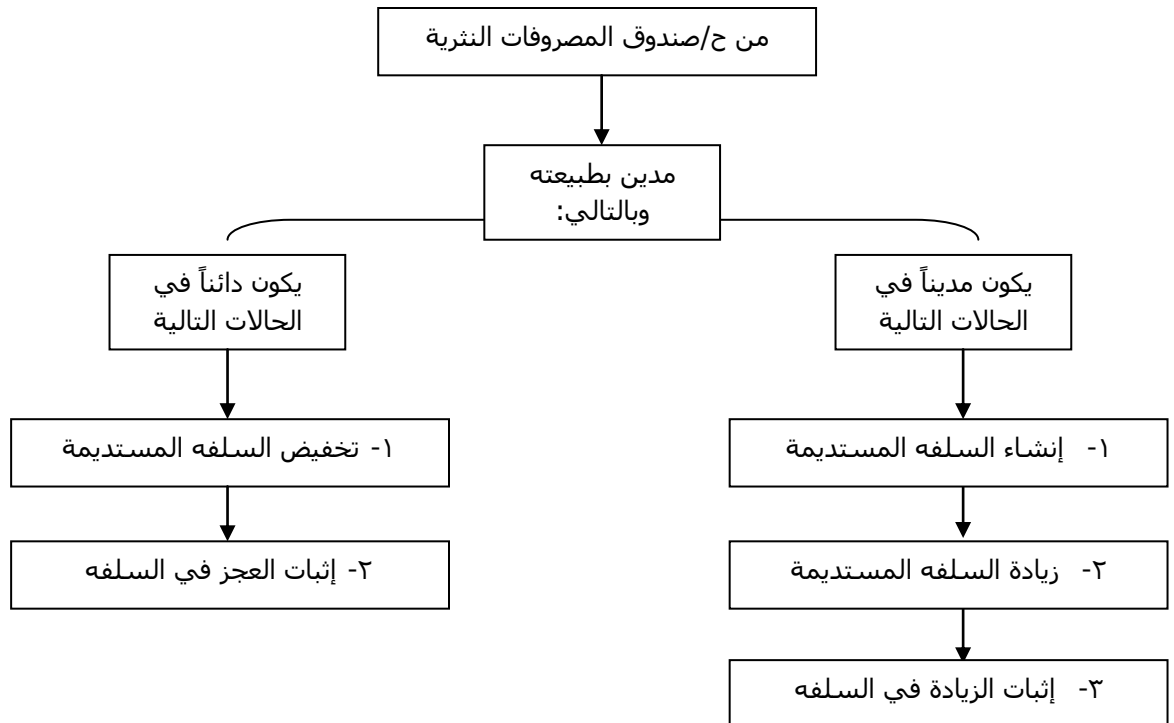 من ح/صندوق المصروفات النثرية
مدين بطبيعته
وبالتالي:
يكون مديناً في
الحالات التالية
١- إنشاء السلفه المستديمة
٢- زيادة السلفه المستديمة
٣- إثبات الزيادة في السلفه
يكون دائناً في
الحالات التالية
١- تخفيض السلفه المستديمة
٢- إثبات العجز في السلفه